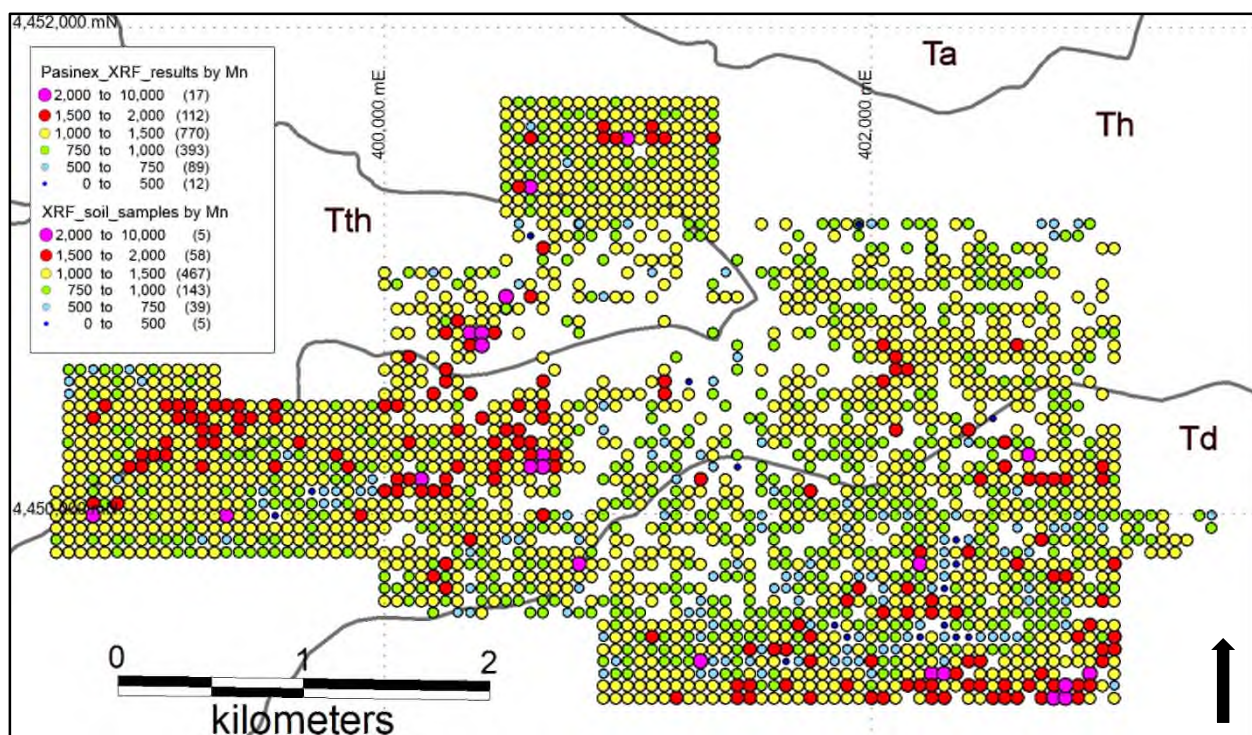 4,452,000 mN
Pasinex_XRF_results by Mn
2,000 to 10,000 (17)
1,500 to 2,000 (112)
1,000 to 1,500 (770)
750 to 1,000 (393)
500 to 750 (89)
0 to 500 (12)
XRF_soil_samples by Mn
2,000 to 10,000 (5)
1,500 to 2,000 (58)
1,000 to 1,500 (467)
750 to 1,000 (143)
500 to 750 (39)
0 to 500 (5)
400,000 mE
402,000 mE
Ta
Th
Tth
Td
4,450,000 mN
0 1 2
kilometers